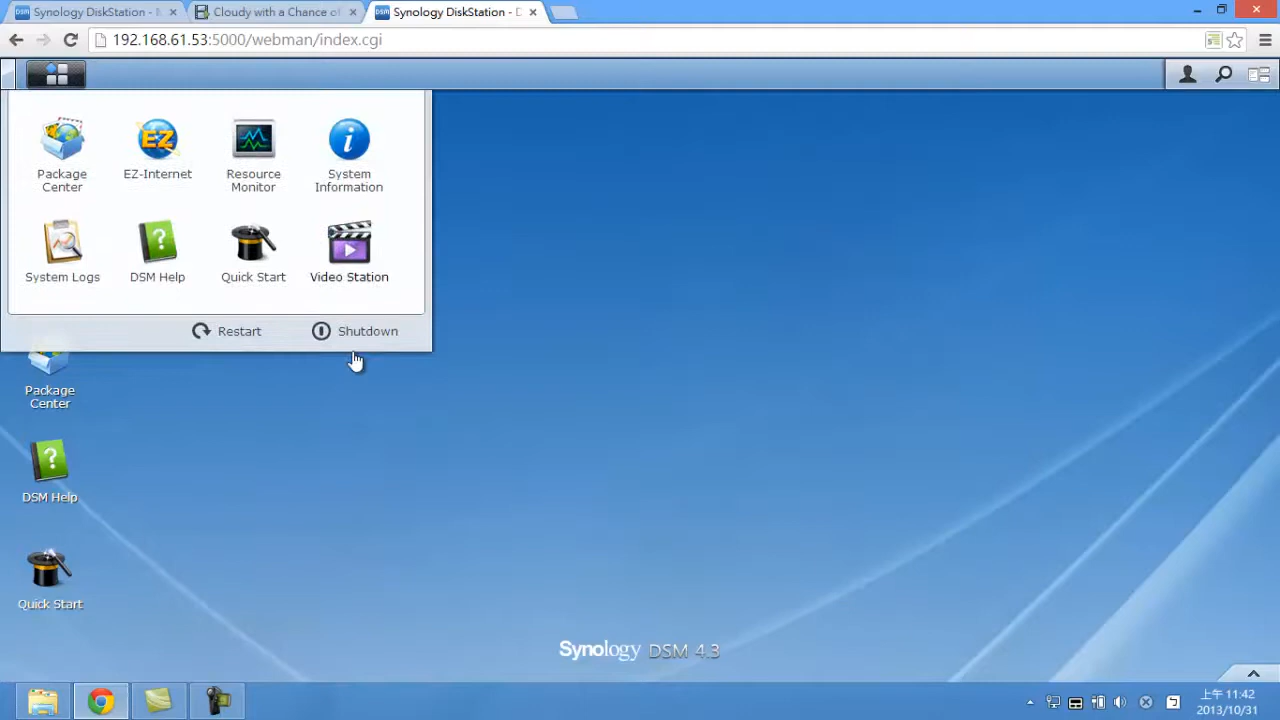 Synology DiskStation -
Cloudy with a Chance of
Synology DiskStation - D
192.168.61.53:5000/webman/index.cgi
Package
Center
EZ
EZ-Internet
Resource
Monitor
System
Information
System Logs
DSM Help
Quick Start
Video Station
Restart
Shutdown
Package
Center
DSM Help
Quick Start
Synology DSM 4.3
上午 11:42
2013/10/31